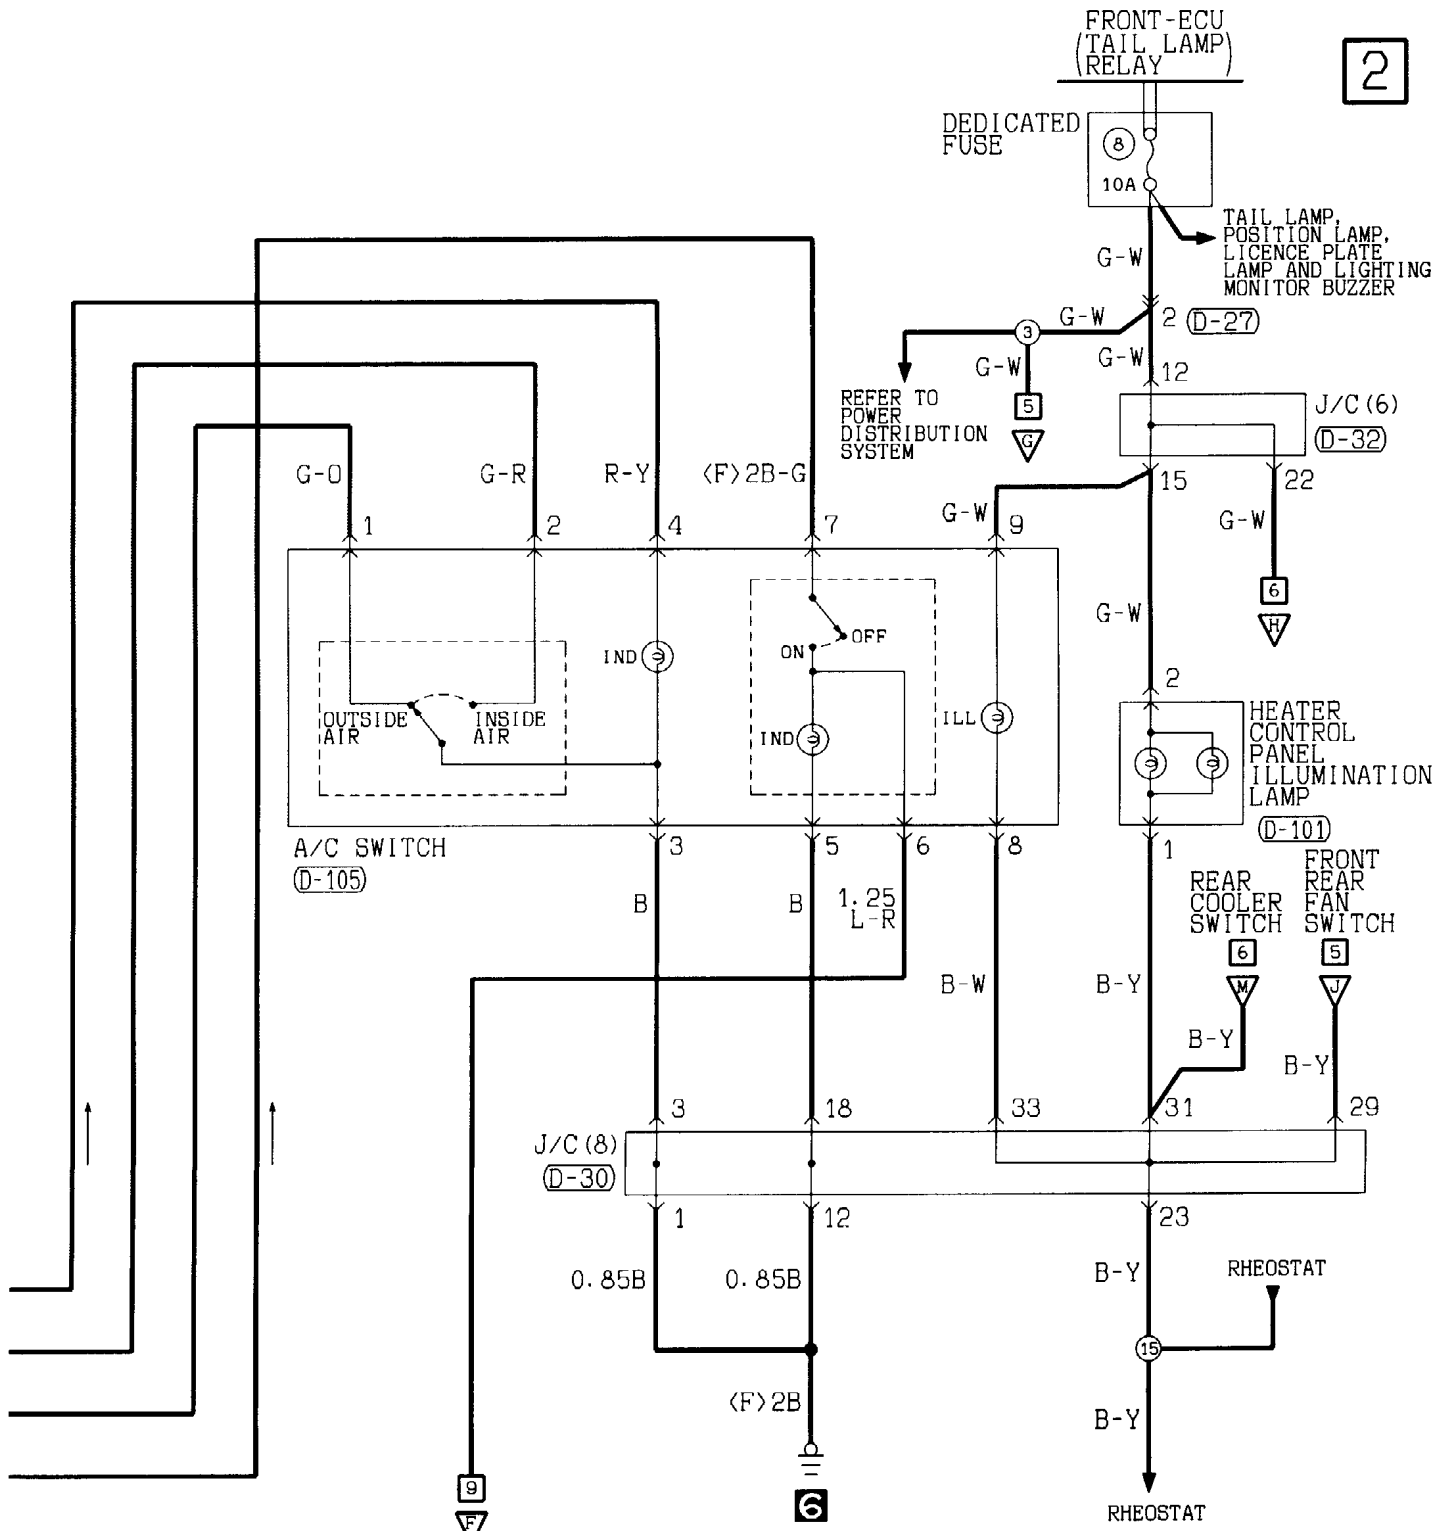 FRONT-ECU
(TAIL LAMP)
RELAY
2
DEDICATED
FUSE
8
10A
TAIL LAMP,
POSITION LAMP,
LICENCE PLATE
LAMP AND LIGHTING
MONITOR BUZZER
G-W
G-W
2 (D-27)
3
G-W
G-W
12
REFER TO
POWER
DISTRIBUTION
SYSTEM
5
G
J/C(6)
(D-32)
15
22
G-O
G-R
R-Y
<F>2B-G
G-W
G-W
1
2
4
7
9
6
H
G-W
OFF
ON
IND
2
OUTSIDE
AIR
INSIDE
AIR
IND
ILL
HEATER
CONTROL
PANEL
ILLUMINATION
LAMP
(D-101)
A/C SWITCH
(D-105)
3
5
6
8
1
B
B
1.25
L-R
REAR
COOLER
SWITCH
FRONT
REAR
FAN
SWITCH
6
5
M
J
B-W
B-Y
B-Y
B-Y
3
18
33
31
29
J/C(8)
(D-30)
1
12
23
0.85B
0.85B
B-Y
RHEOSTAT
15
<F>2B
B-Y
9
F
6
RHEOSTAT